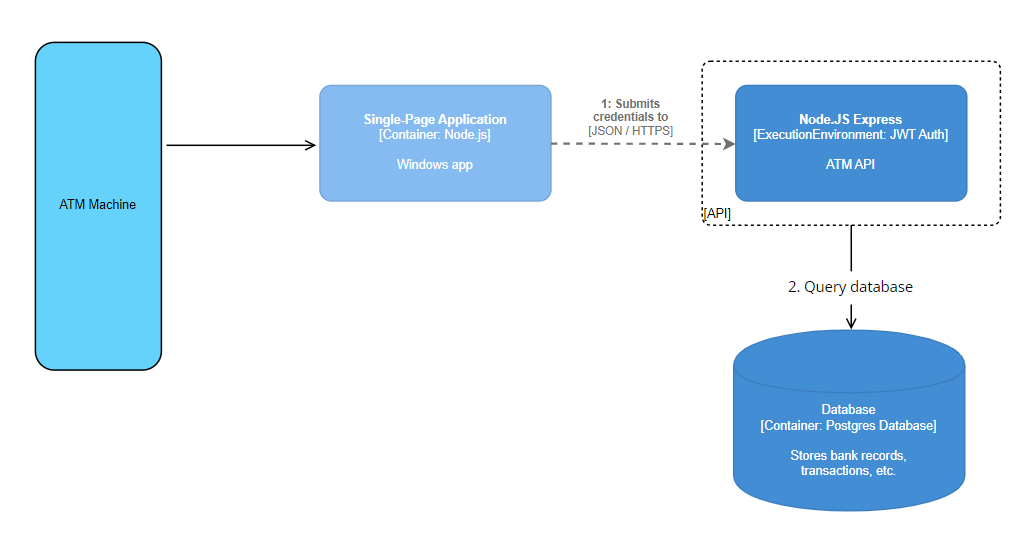 ATM Machine
Single-Page Application
[Container: Node.js]
Windows app
1: Submits
credentials to
[JSON / HTTPS]
Node.JS Express
[ExecutionEnvironment: JWT Auth]
ATM API
[API]
2. Query database
Database
[Container: Postgres Database]
Stores bank records,
transactions, etc.